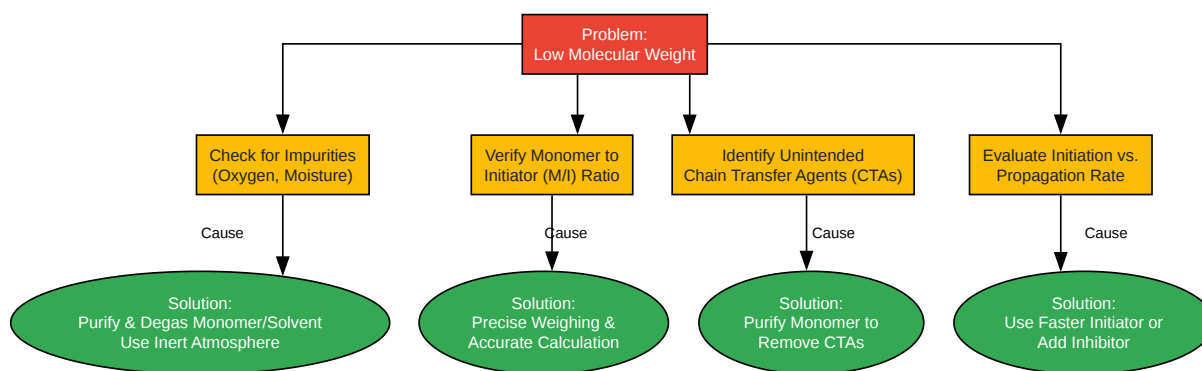 Problem:
Low Molecular Weight
Check for Impurities
(Oxygen, Moisture)
Verify Monomer to
Initiator (M/I) Ratio
Identify Unintended
Chain Transfer Agents (CTAs)
Evaluate Initiation vs.
Propagation Rate
Cause
Cause
Cause
Cause
Solution:
Purify & Degas Monomer/Solvent
Use Inert Atmosphere
Solution:
Precise Weighing &
Accurate Calculation
Solution:
Purify Monomer to
Remove CTAs
Solution:
Use Faster Initiator or
Add Inhibitor